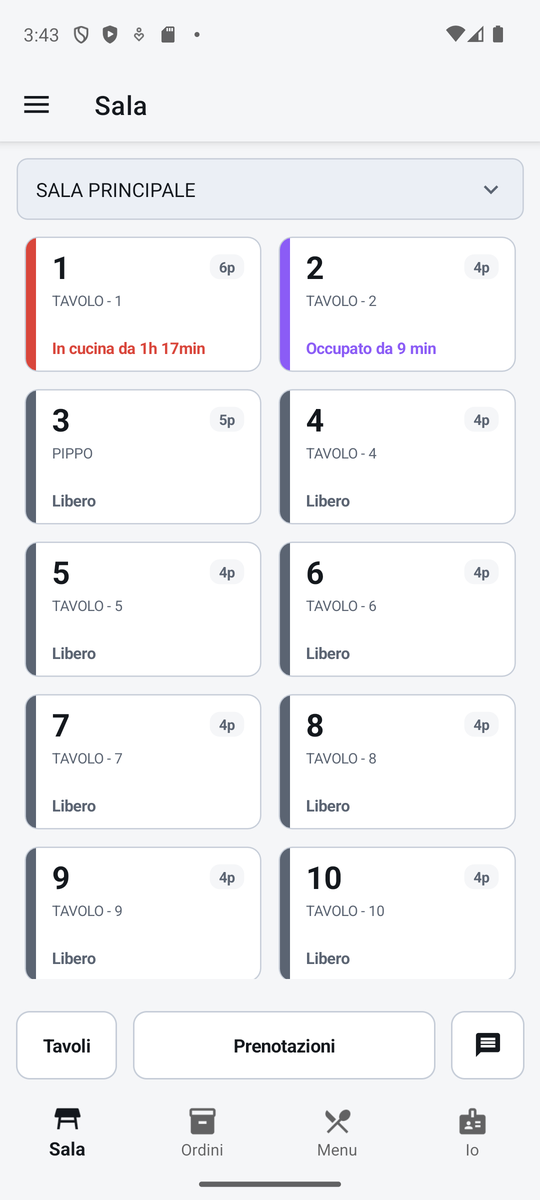 3:43
Sala
SALA PRINCIPALE
1 6p
TAVOLO - 1
In cucina da 1h 17min
2 4p
TAVOLO - 2
Occupato da 9 min
3 5p
PIPPO
Libero
4 4p
TAVOLO - 4
Libero
5 4p
TAVOLO - 5
Libero
6 4p
TAVOLO - 6
Libero
7 4p
TAVOLO - 7
Libero
8 4p
TAVOLO - 8
Libero
9 4p
TAVOLO - 9
Libero
10 4p
TAVOLO - 10
Libero
Tavoli
Prenotazioni
Sala
Ordini
Menu
Io